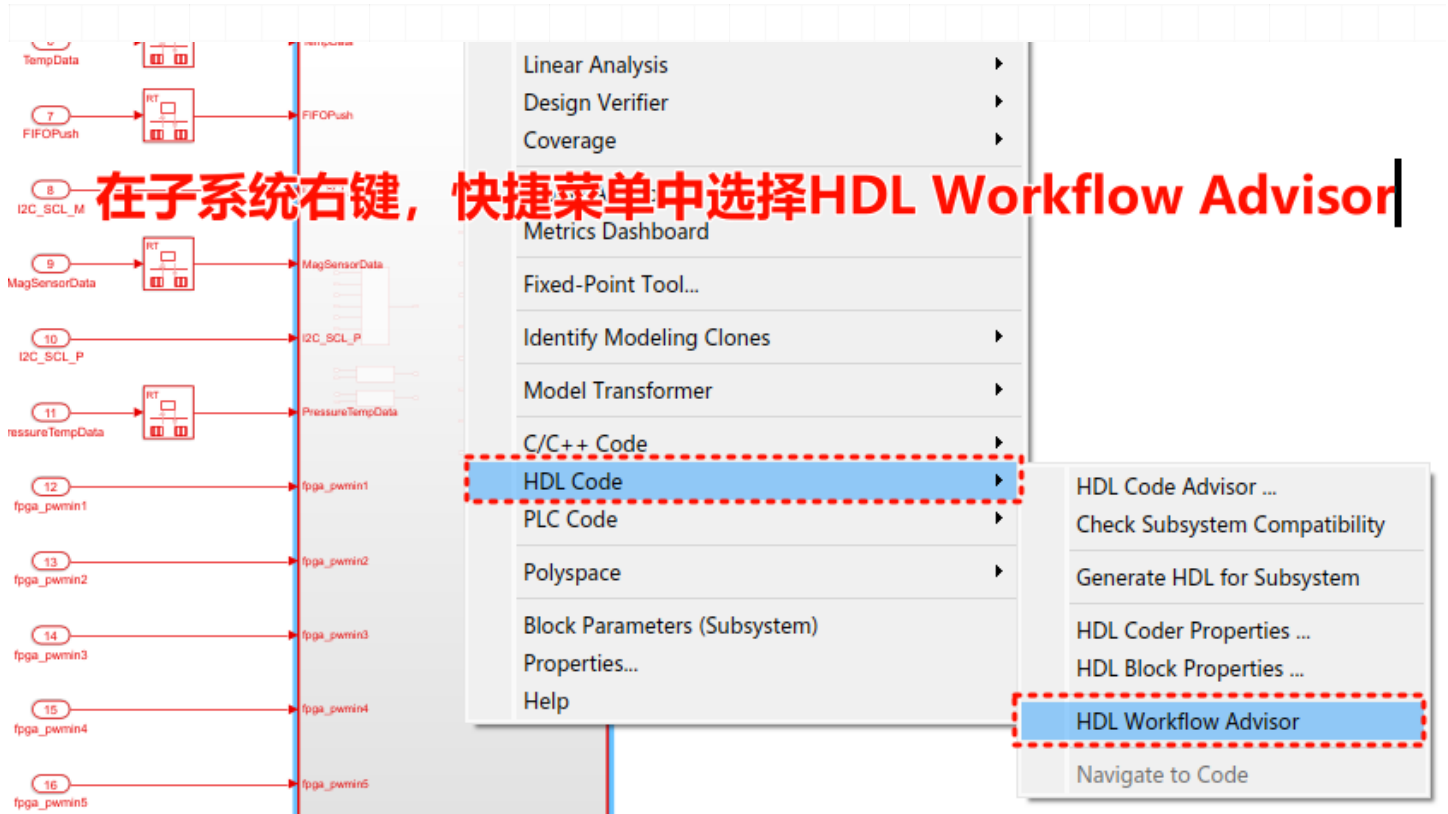 TempData
TempData
7
RT
FIFOPush
FIFOPush
8
I2C_SCL_M
9
RT
MagSensorData
MagSensorData
10
I2C_SCL_P
I2C_SCL_P
11
RT
ressureTempData
PressureTempData
12
fpga_pwmin1
fpga_pwmin1
13
fpga_pwmin2
fpga_pwmin2
14
fpga_pwmin3
fpga_pwmin3
15
fpga_pwmin4
fpga_pwmin4
16
fpga_pwmin5
fpga_pwmin5
在子系统右键，快捷菜单中选择HDL Workflow Advisor
Linear Analysis
Design Verifier
Coverage
Metrics Dashboard
Fixed-Point Tool...
Identify Modeling Clones
Model Transformer
C/C++ Code
HDL Code
PLC Code
Polyspace
Block Parameters (Subsystem)
Properties...
Help
HDL Code Advisor ...
Check Subsystem Compatibility
Generate HDL for Subsystem
HDL Coder Properties ...
HDL Block Properties ...
HDL Workflow Advisor
Navigate to Code